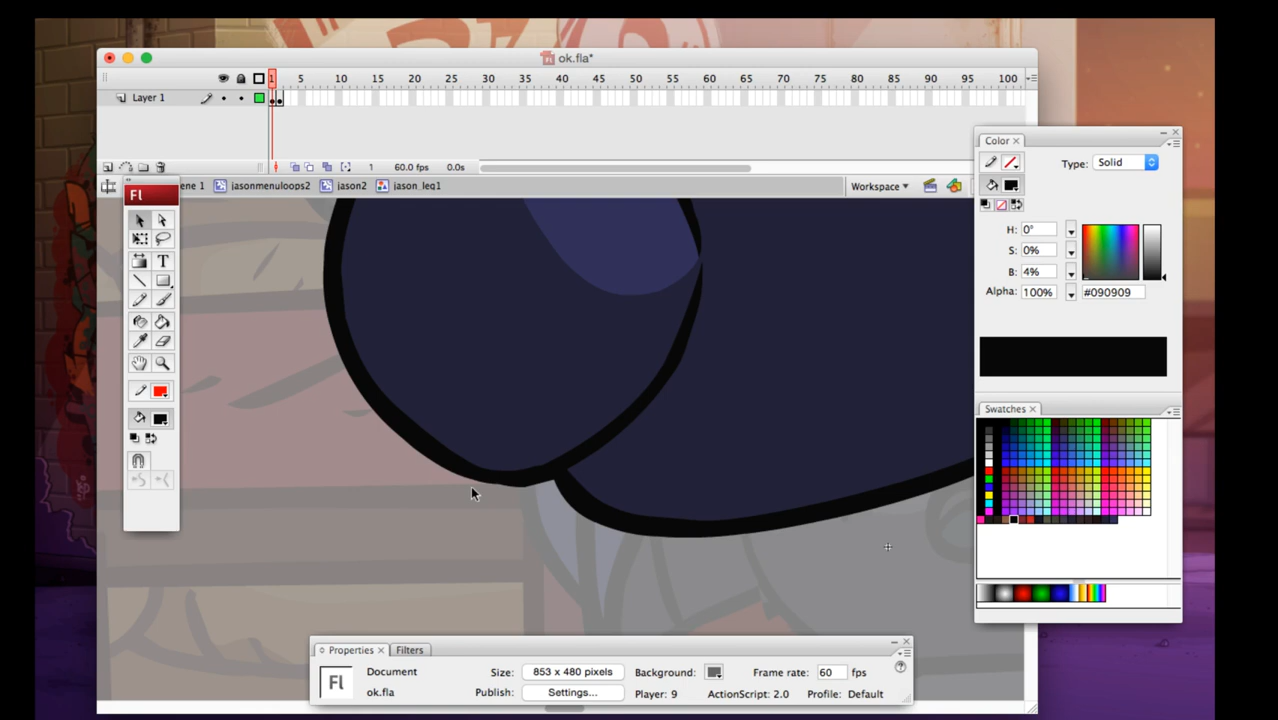 ok.fla*
1 5 10 15 20 25 30 35 40 45 50 55 60 65 70 75 80 85 90 95 100
Layer 1
1 60.0 fps 0.0s
ene 1 jasonmenuloops2 jason2 jason_leg1 Workspace
Fl
T
Color
Type: Solid
H: 0°
S: 0%
B: 4%
Alpha: 100% #090909
Swatches
Properties Filters
Fl
Document
ok.fla
Size: 853 x 480 pixels Background: Frame rate: 60 fps
Publish: Settings... Player: 9 ActionScript: 2.0 Profile: Default